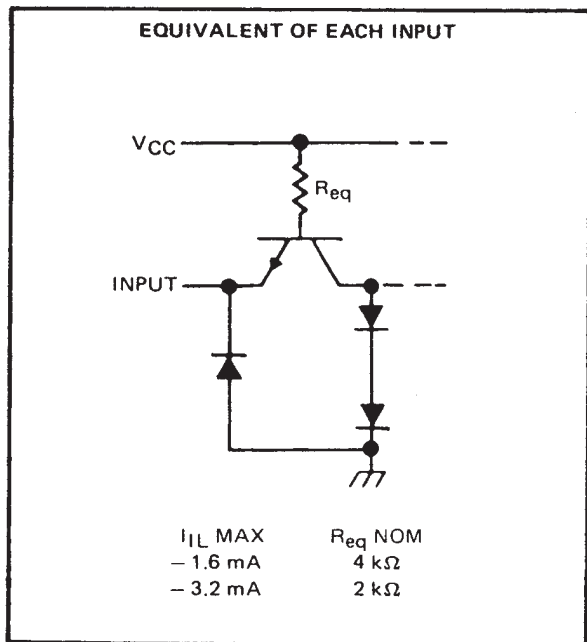 EQUIVALENT OF EACH INPUT
VCC
Req
INPUT
IIL MAX Req NOM
– 1.6 mA 4 kΩ
– 3.2 mA 2 kΩ